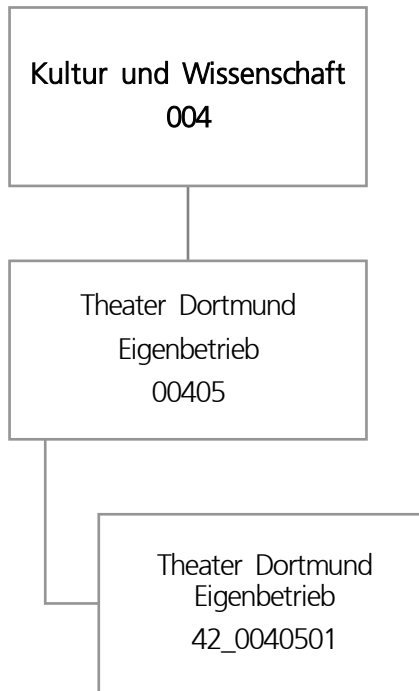 Kultur und Wissenschaft
004
Theater Dortmund
Eigenbetrieb
00405
Theater Dortmund
Eigenbetrieb
42_0040501